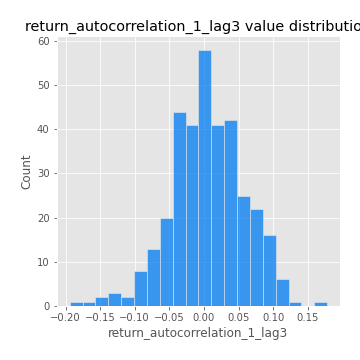 return_autocorrelation_1_lag3 value distributio
60
50
40
30
20
10
0
Count
−0.20 −0.15 −0.10 −0.05 0.00 0.05 0.10 0.15
return_autocorrelation_1_lag3